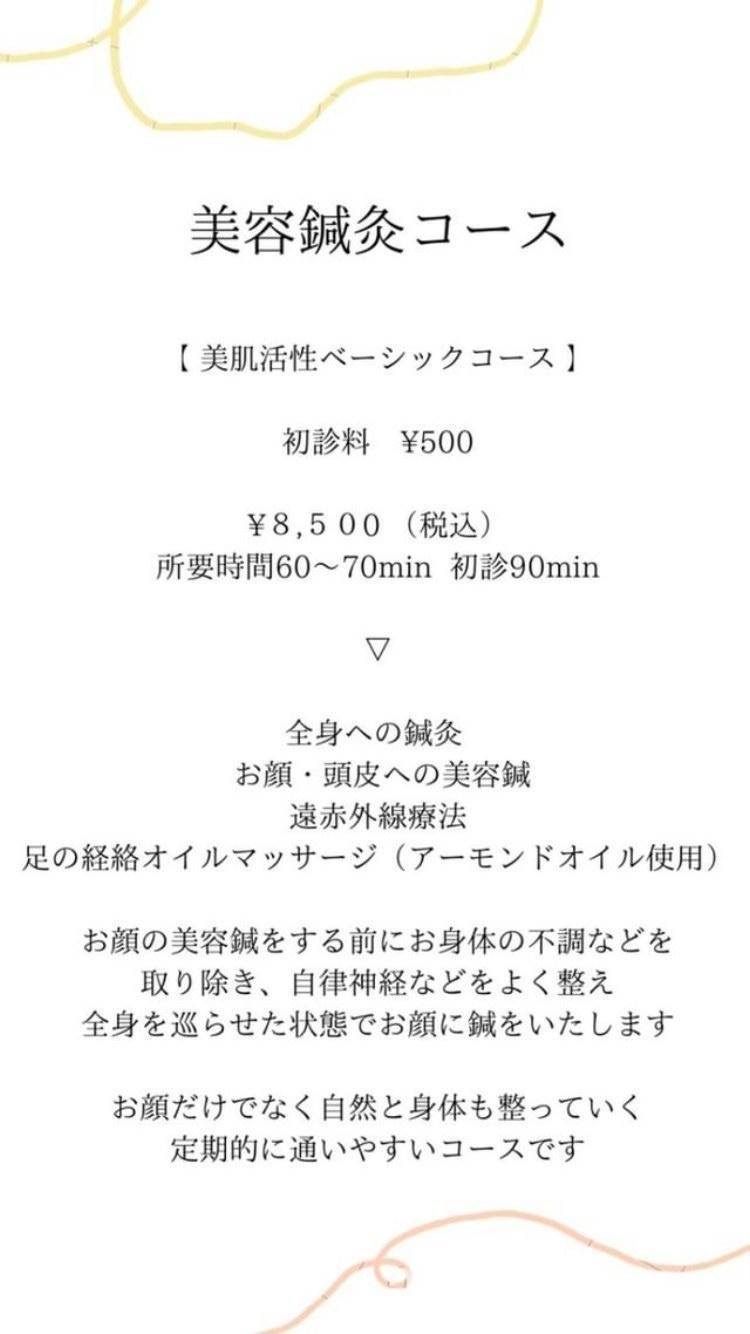 美容鍼灸コース
【 美肌活性ベーシックコース 】
初診料　¥500
¥８,５００（税込）
所要時間60〜70min 初診90min
▽
全身への鍼灸
お顔・頭皮への美容鍼
遠赤外線療法
足の経絡オイルマッサージ（アーモンドオイル使用）
お顔の美容鍼をする前にお身体の不調などを
取り除き、自律神経などをよく整え
全身を巡らせた状態でお顔に鍼をいたします
お顔だけでなく自然と身体も整っていく
定期的に通いやすいコースです